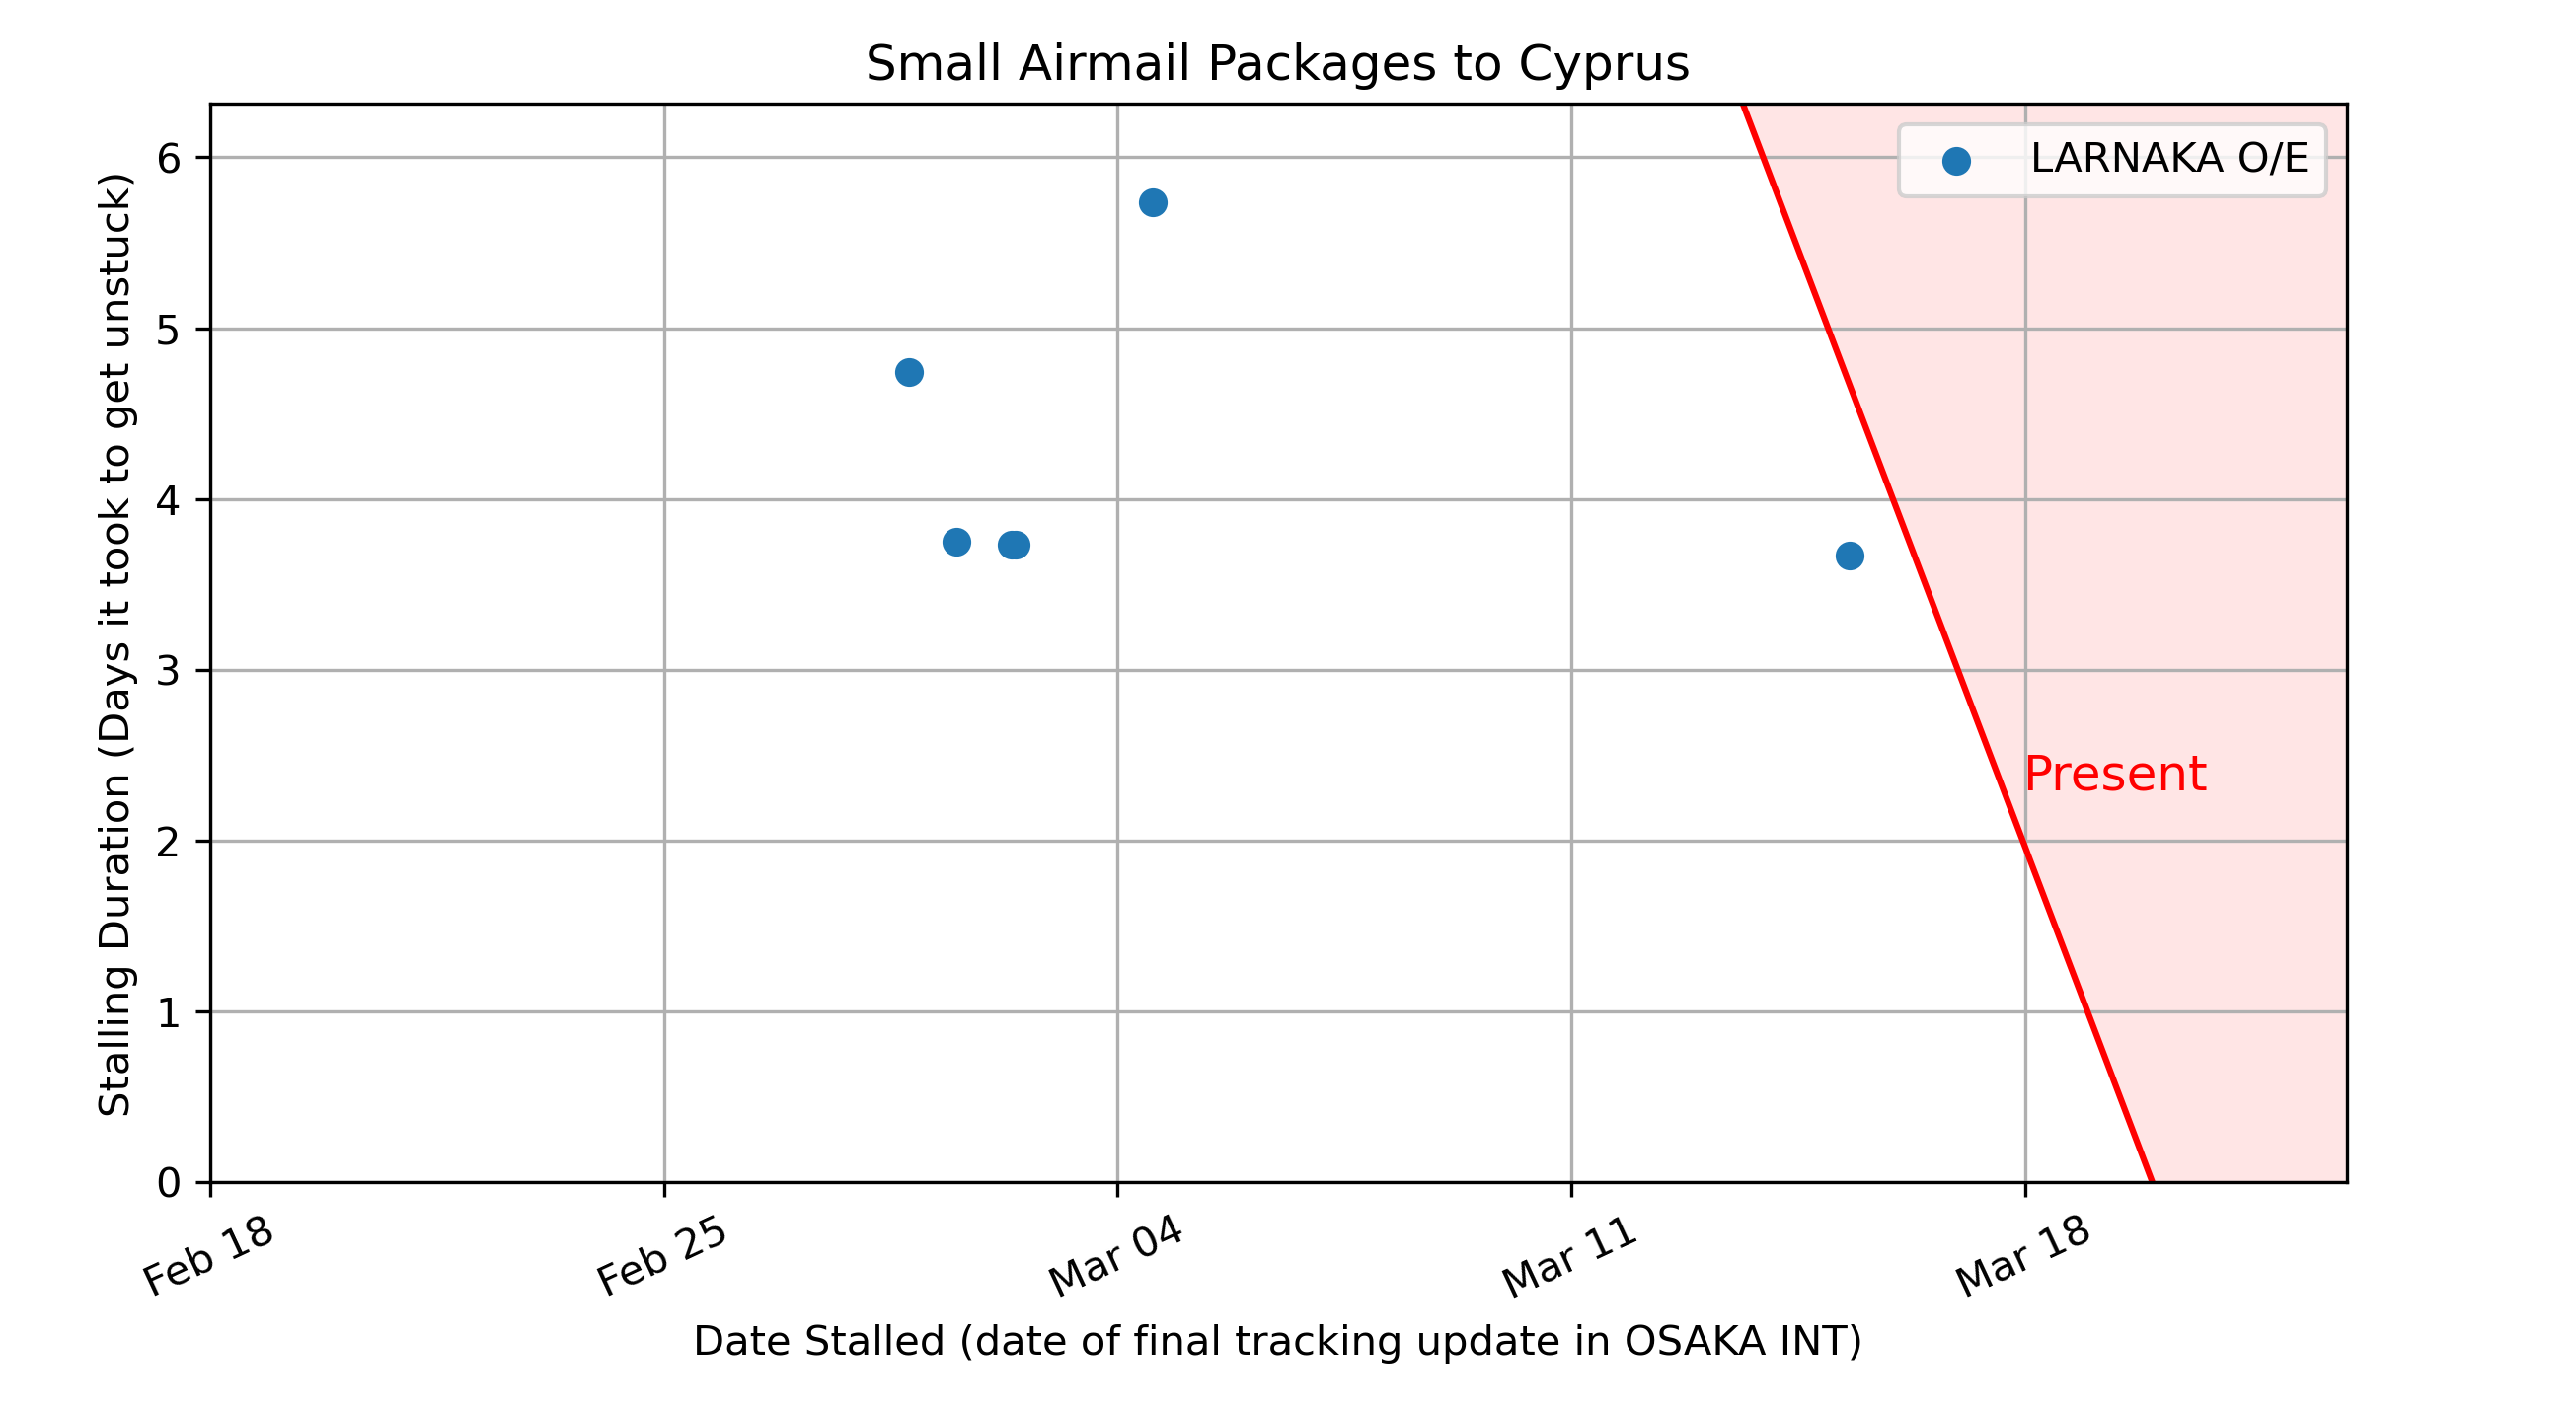 Small Airmail Packages to Cyprus
LARNAKA O/E
Present
Stalling Duration (Days it took to get unstuck)
6
5
4
3
2
1
0
Feb 18
Feb 25
Mar 04
Mar 11
Mar 18
Date Stalled (date of final tracking update in OSAKA INT)